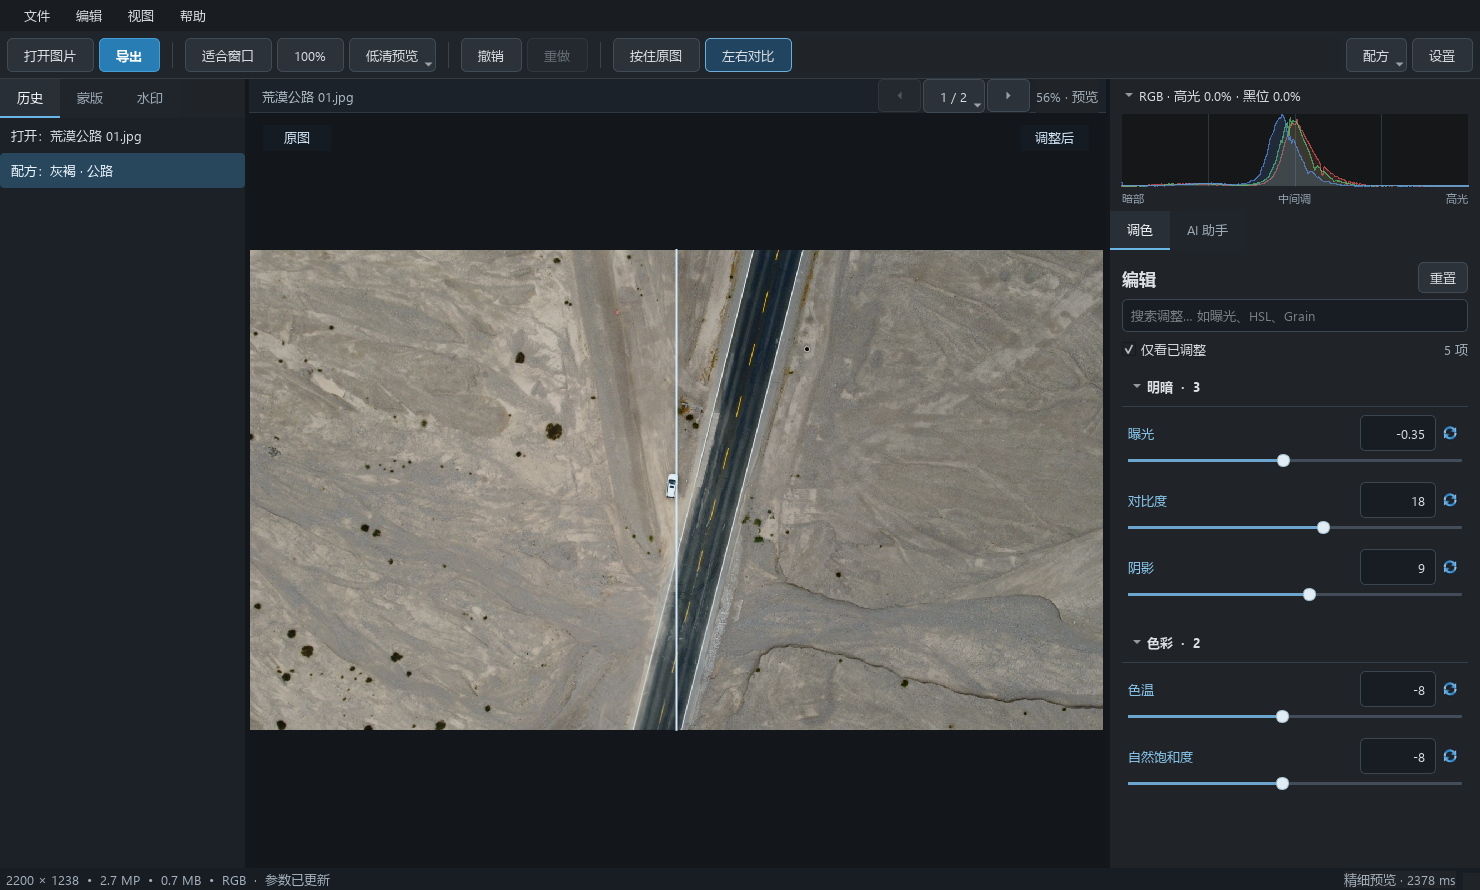 文件 编辑 视图 帮助
打开图片 导出 适合窗口 100% 低清预览 撤销 重做 按住原图 左右对比 配方 设置
历史 蒙版 水印
打开：荒漠公路 01.jpg
配方：灰褐 · 公路
荒漠公路 01.jpg 1 / 2 56% · 预览
原图 调整后
RGB · 高光 0.0% · 黑位 0.0%
暗部 中间调 高光
调色 AI 助手
编辑 重置
搜索调整... 如曝光、HSL、Grain
仅看已调整 5 项
明暗 · 3
曝光 -0.35
对比度 18
阴影 9
色彩 · 2
色温 -8
自然饱和度 -8
2200 × 1238 • 2.7 MP • 0.7 MB • RGB · 参数已更新 精细预览 · 2378 ms